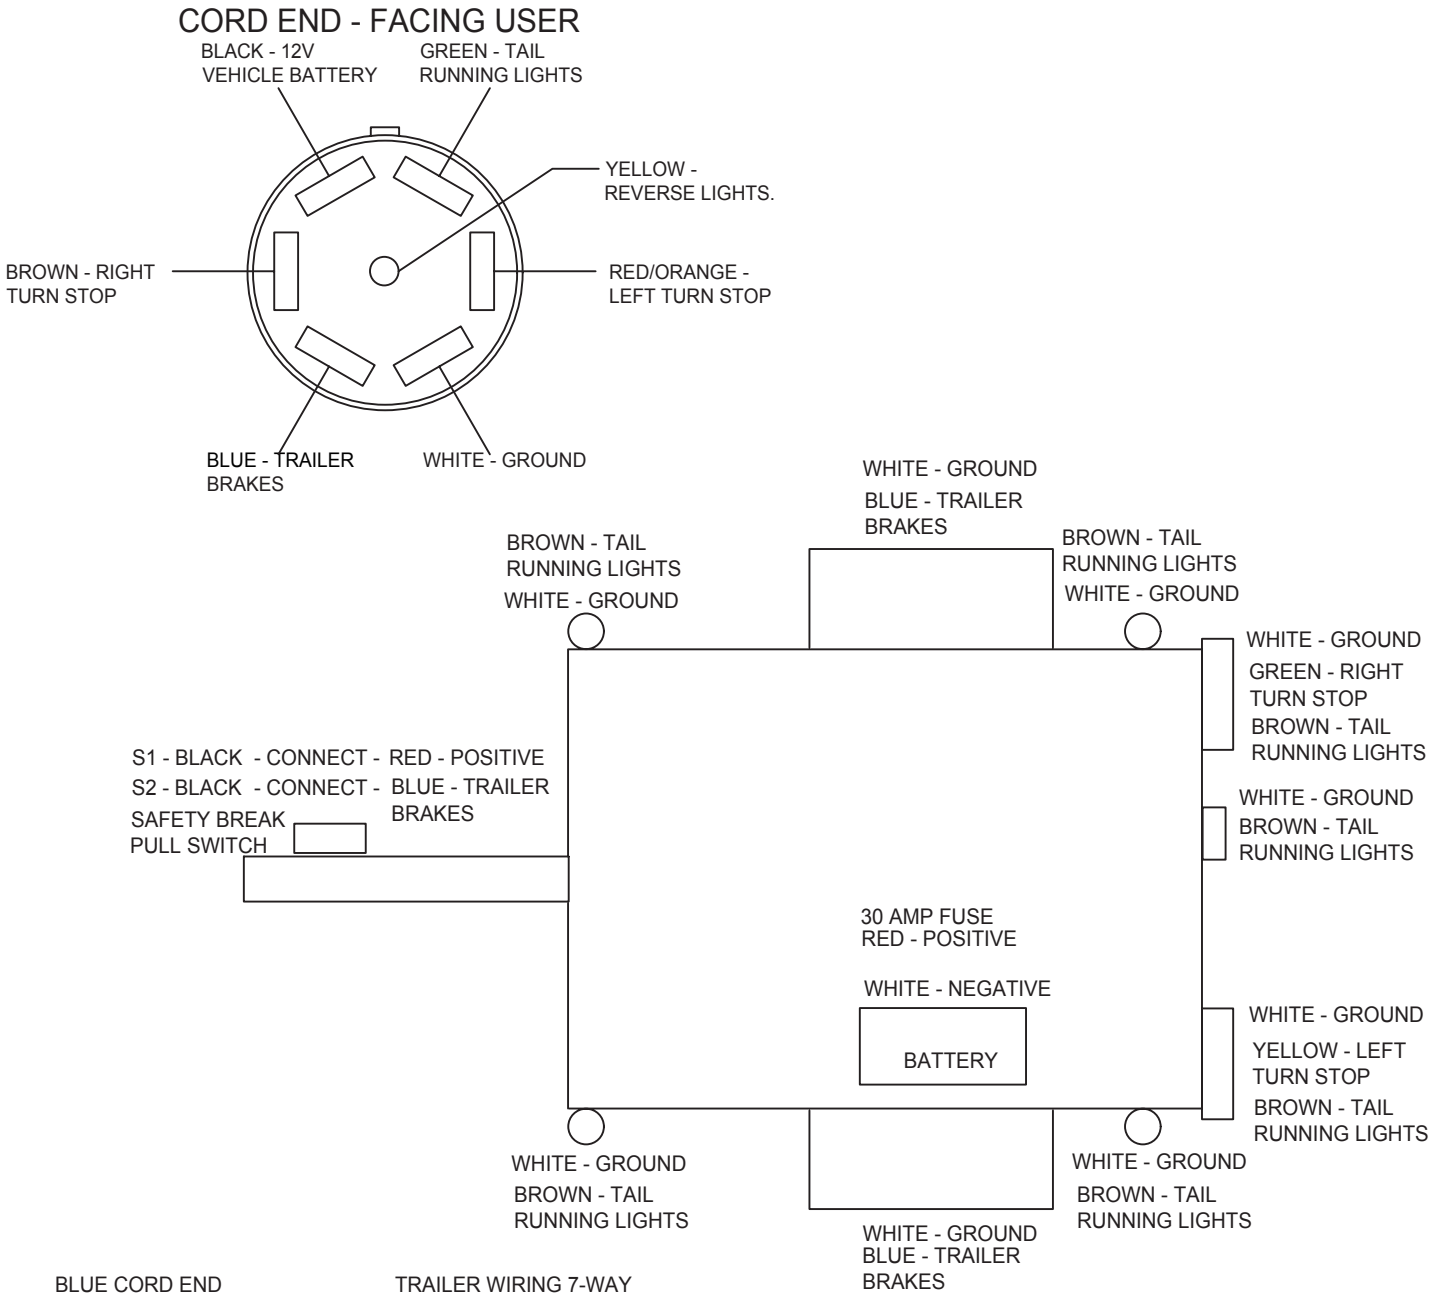 CORD END - FACING USER
BLACK - 12V
VEHICLE BATTERY
GREEN - TAIL
RUNNING LIGHTS
YELLOW -
REVERSE LIGHTS.
BROWN - RIGHT
TURN STOP
RED/ORANGE -
LEFT TURN STOP
BLUE - TRAILER
BRAKES
WHITE - GROUND
WHITE - GROUND
BLUE - TRAILER
BRAKES
BROWN - TAIL
RUNNING LIGHTS
WHITE - GROUND
BROWN - TAIL
RUNNING LIGHTS
WHITE - GROUND
WHITE - GROUND
GREEN - RIGHT
TURN STOP
BROWN - TAIL
RUNNING LIGHTS
S1 - BLACK - CONNECT - RED - POSITIVE
S2 - BLACK - CONNECT - BLUE - TRAILER
BRAKES
SAFETY BREAK
PULL SWITCH
WHITE - GROUND
BROWN - TAIL
RUNNING LIGHTS
30 AMP FUSE
RED - POSITIVE
WHITE - NEGATIVE
BATTERY
WHITE - GROUND
YELLOW - LEFT
TURN STOP
BROWN - TAIL
RUNNING LIGHTS
WHITE - GROUND
BROWN - TAIL
RUNNING LIGHTS
WHITE - GROUND
BROWN - TAIL
RUNNING LIGHTS
WHITE - GROUND
BLUE - TRAILER
BRAKES
BLUE CORD END
TRAILER WIRING 7-WAY